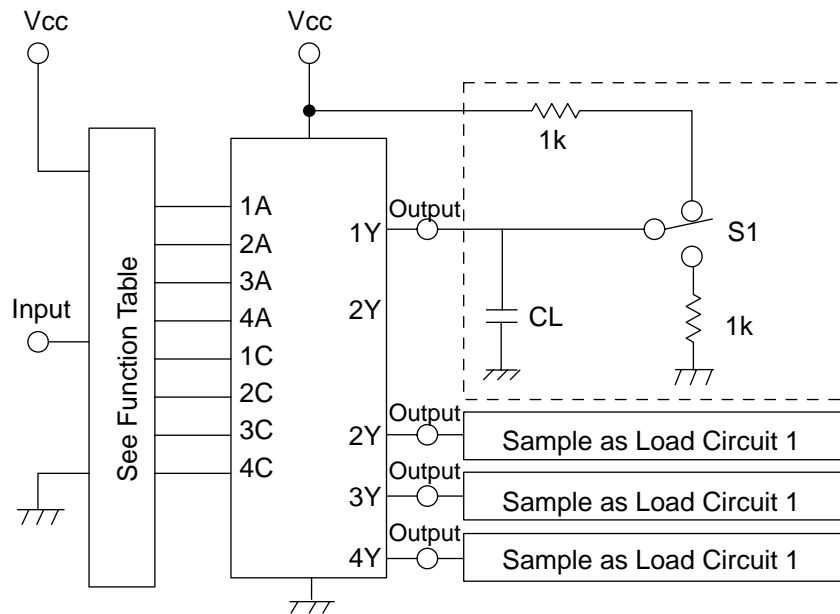 Vcc
Vcc
1k
Output
1A
1Y
S1
2A
3A
2Y
Input
4A
CL
1k
See Function Table
1C
2C
Output
3C
2Y
Sample as Load Circuit 1
4C
Output
3Y
Sample as Load Circuit 1
Output
4Y
Sample as Load Circuit 1